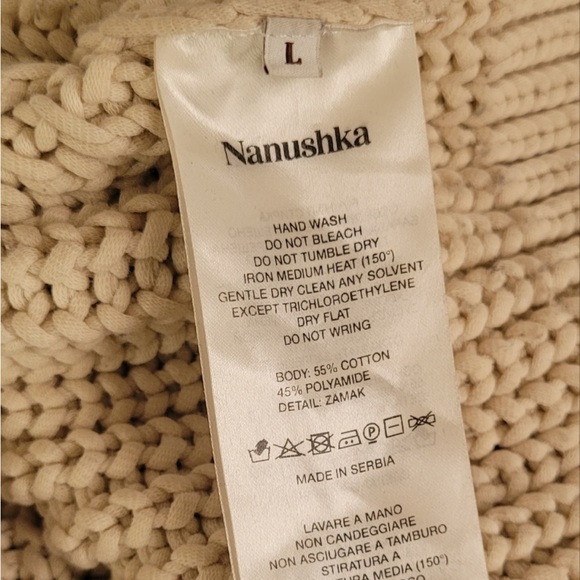 L
Nanushka
HAND WASH
DO NOT BLEACH
DO NOT TUMBLE DRY
IRON MEDIUM HEAT (150°)
GENTLE DRY CLEAN ANY SOLVENT
EXCEPT TRICHLOROETHYLENE
DRY FLAT
DO NOT WRING
BODY: 55% COTTON
45% POLYAMIDE
DETAIL: ZAMAK
P
MADE IN SERBIA
LAVARE A MANO
NON CANDEGGIARE
NON ASCIUGARE A TAMBURO
STIRATURA A
MEDIA (150°)